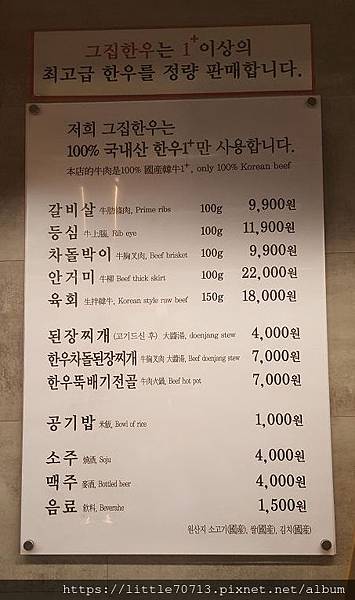 그집한우는 1⁺이상의
최고급 한우를 정량 판매합니다.
저희 그집한우는
100% 국내산 한우1⁺만 사용합니다.
本店的牛肉是100% 國産韓牛1⁺, only 100% Korean beef
갈비살 牛肋條肉, Prime ribs 100g 9,900원
등심 牛上腦, Rib eye 100g 11,900원
차돌박이 牛胸叉肉, Beef brisket 100g 9,900원
안거미 牛柳 Beef thick skirt 100g 22,000원
육회 生拌韓牛, Korean style raw beef 150g 18,000원
된장찌개 (고기드신 후) 大醬湯, doenjang stew 4,000원
한우차돌된장찌개 牛胸叉肉 大醬湯, Beef doenjang stew 7,000원
한우뚝배기전골 牛肉火鍋, Beef hot pot 7,000원
공기밥 米飯, Bowl of rice 1,000원
소주 燒酒, Soju 4,000원
맥주 麥酒, Bottled beer 4,000원
음료 飮料, Beverahe 1,500원
원산지 소고기(國産), 쌀(國産), 김치(國産)
https://little70713.pixnet.net/album